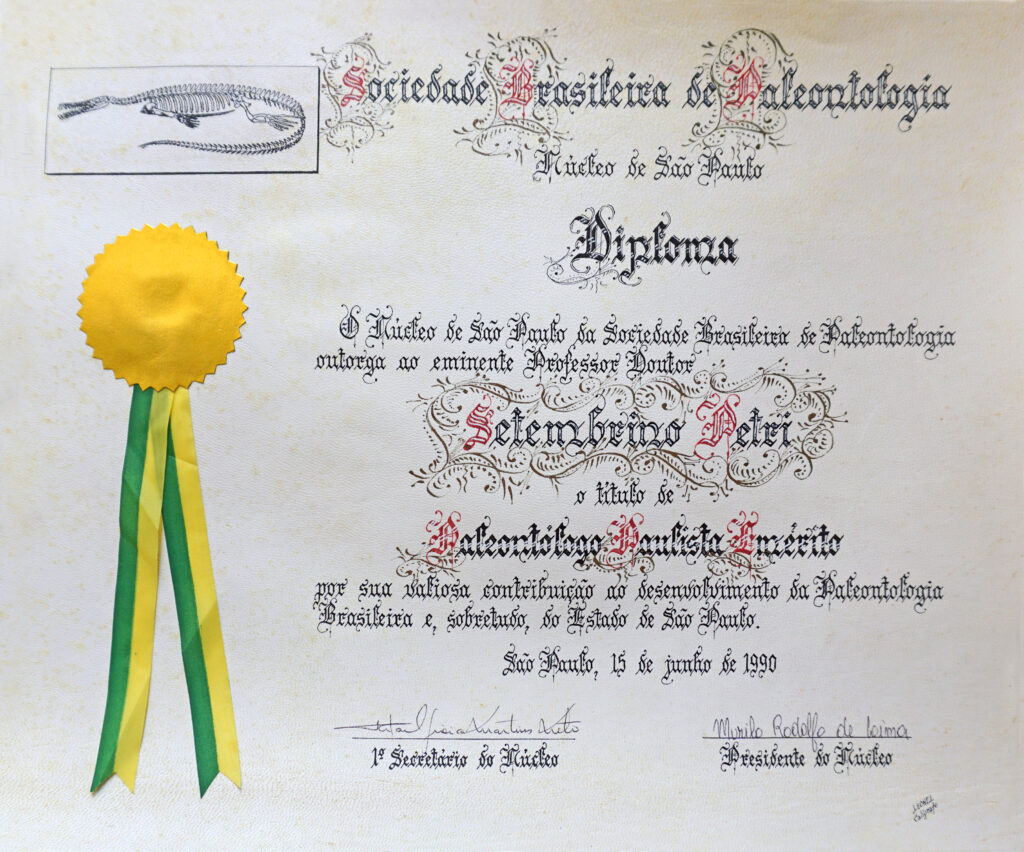 Sociedade Brasileira de Paleontologia
Núcleo de São Paulo
Diploma
O Núcleo de São Paulo da Sociedade Brasileira de Paleontologia
outorga ao eminente Professor Doutor
Setembrino Petri
o título de
Paleontólogo Paulista Emérito
por sua valiosa contribuição ao desenvolvimento da Paleontologia
Brasileira e, sobretudo, do Estado de São Paulo.
São Paulo, 15 de junho de 1990
Martins Neto
Murilo Rodolfo de Lima
1º Secretário do Núcleo
Presidente do Núcleo